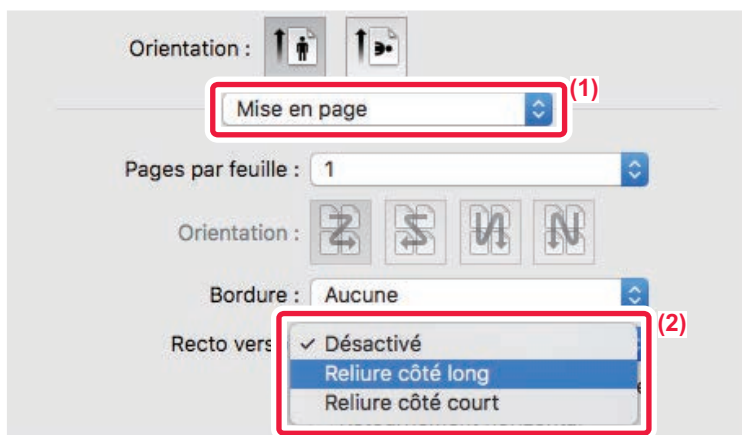 Orientation :
(1)
Mise en page
Pages par feuille : 1
Orientation :
Bordure : Aucune
(2)
Recto vers ✓ Désactivé
Reliure côté long
Reliure côté court